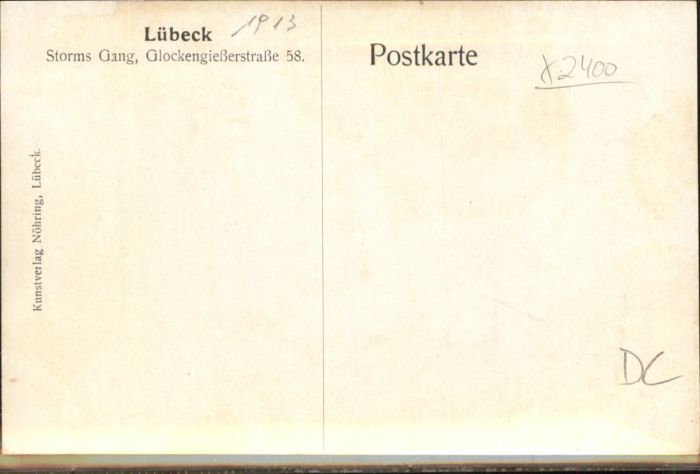 Lübeck 1913
Storms Gang, Glockengießerstraße 58.
Kunstverlag Nöhring, Lübeck.
Postkarte
x2400
DC